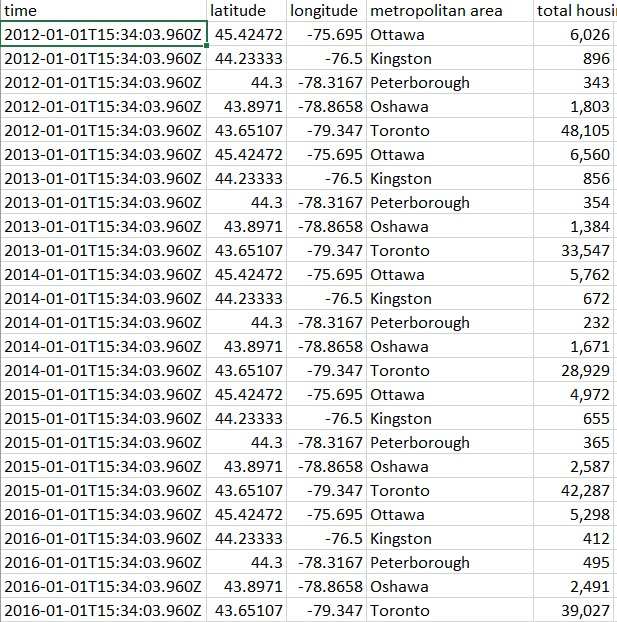 time latitude longitude metropolitan area total housi
2012-01-01T15:34:03.960Z 45.42472 -75.695 Ottawa 6,026
2012-01-01T15:34:03.960Z 44.23333 -76.5 Kingston 896
2012-01-01T15:34:03.960Z 44.3 -78.3167 Peterborough 343
2012-01-01T15:34:03.960Z 43.8971 -78.8658 Oshawa 1,803
2012-01-01T15:34:03.960Z 43.65107 -79.347 Toronto 48,105
2013-01-01T15:34:03.960Z 45.42472 -75.695 Ottawa 6,560
2013-01-01T15:34:03.960Z 44.23333 -76.5 Kingston 856
2013-01-01T15:34:03.960Z 44.3 -78.3167 Peterborough 354
2013-01-01T15:34:03.960Z 43.8971 -78.8658 Oshawa 1,384
2013-01-01T15:34:03.960Z 43.65107 -79.347 Toronto 33,547
2014-01-01T15:34:03.960Z 45.42472 -75.695 Ottawa 5,762
2014-01-01T15:34:03.960Z 44.23333 -76.5 Kingston 672
2014-01-01T15:34:03.960Z 44.3 -78.3167 Peterborough 232
2014-01-01T15:34:03.960Z 43.8971 -78.8658 Oshawa 1,671
2014-01-01T15:34:03.960Z 43.65107 -79.347 Toronto 28,929
2015-01-01T15:34:03.960Z 45.42472 -75.695 Ottawa 4,972
2015-01-01T15:34:03.960Z 44.23333 -76.5 Kingston 655
2015-01-01T15:34:03.960Z 44.3 -78.3167 Peterborough 365
2015-01-01T15:34:03.960Z 43.8971 -78.8658 Oshawa 2,587
2015-01-01T15:34:03.960Z 43.65107 -79.347 Toronto 42,287
2016-01-01T15:34:03.960Z 45.42472 -75.695 Ottawa 5,298
2016-01-01T15:34:03.960Z 44.23333 -76.5 Kingston 412
2016-01-01T15:34:03.960Z 44.3 -78.3167 Peterborough 495
2016-01-01T15:34:03.960Z 43.8971 -78.8658 Oshawa 2,491
2016-01-01T15:34:03.960Z 43.65107 -79.347 Toronto 39,027